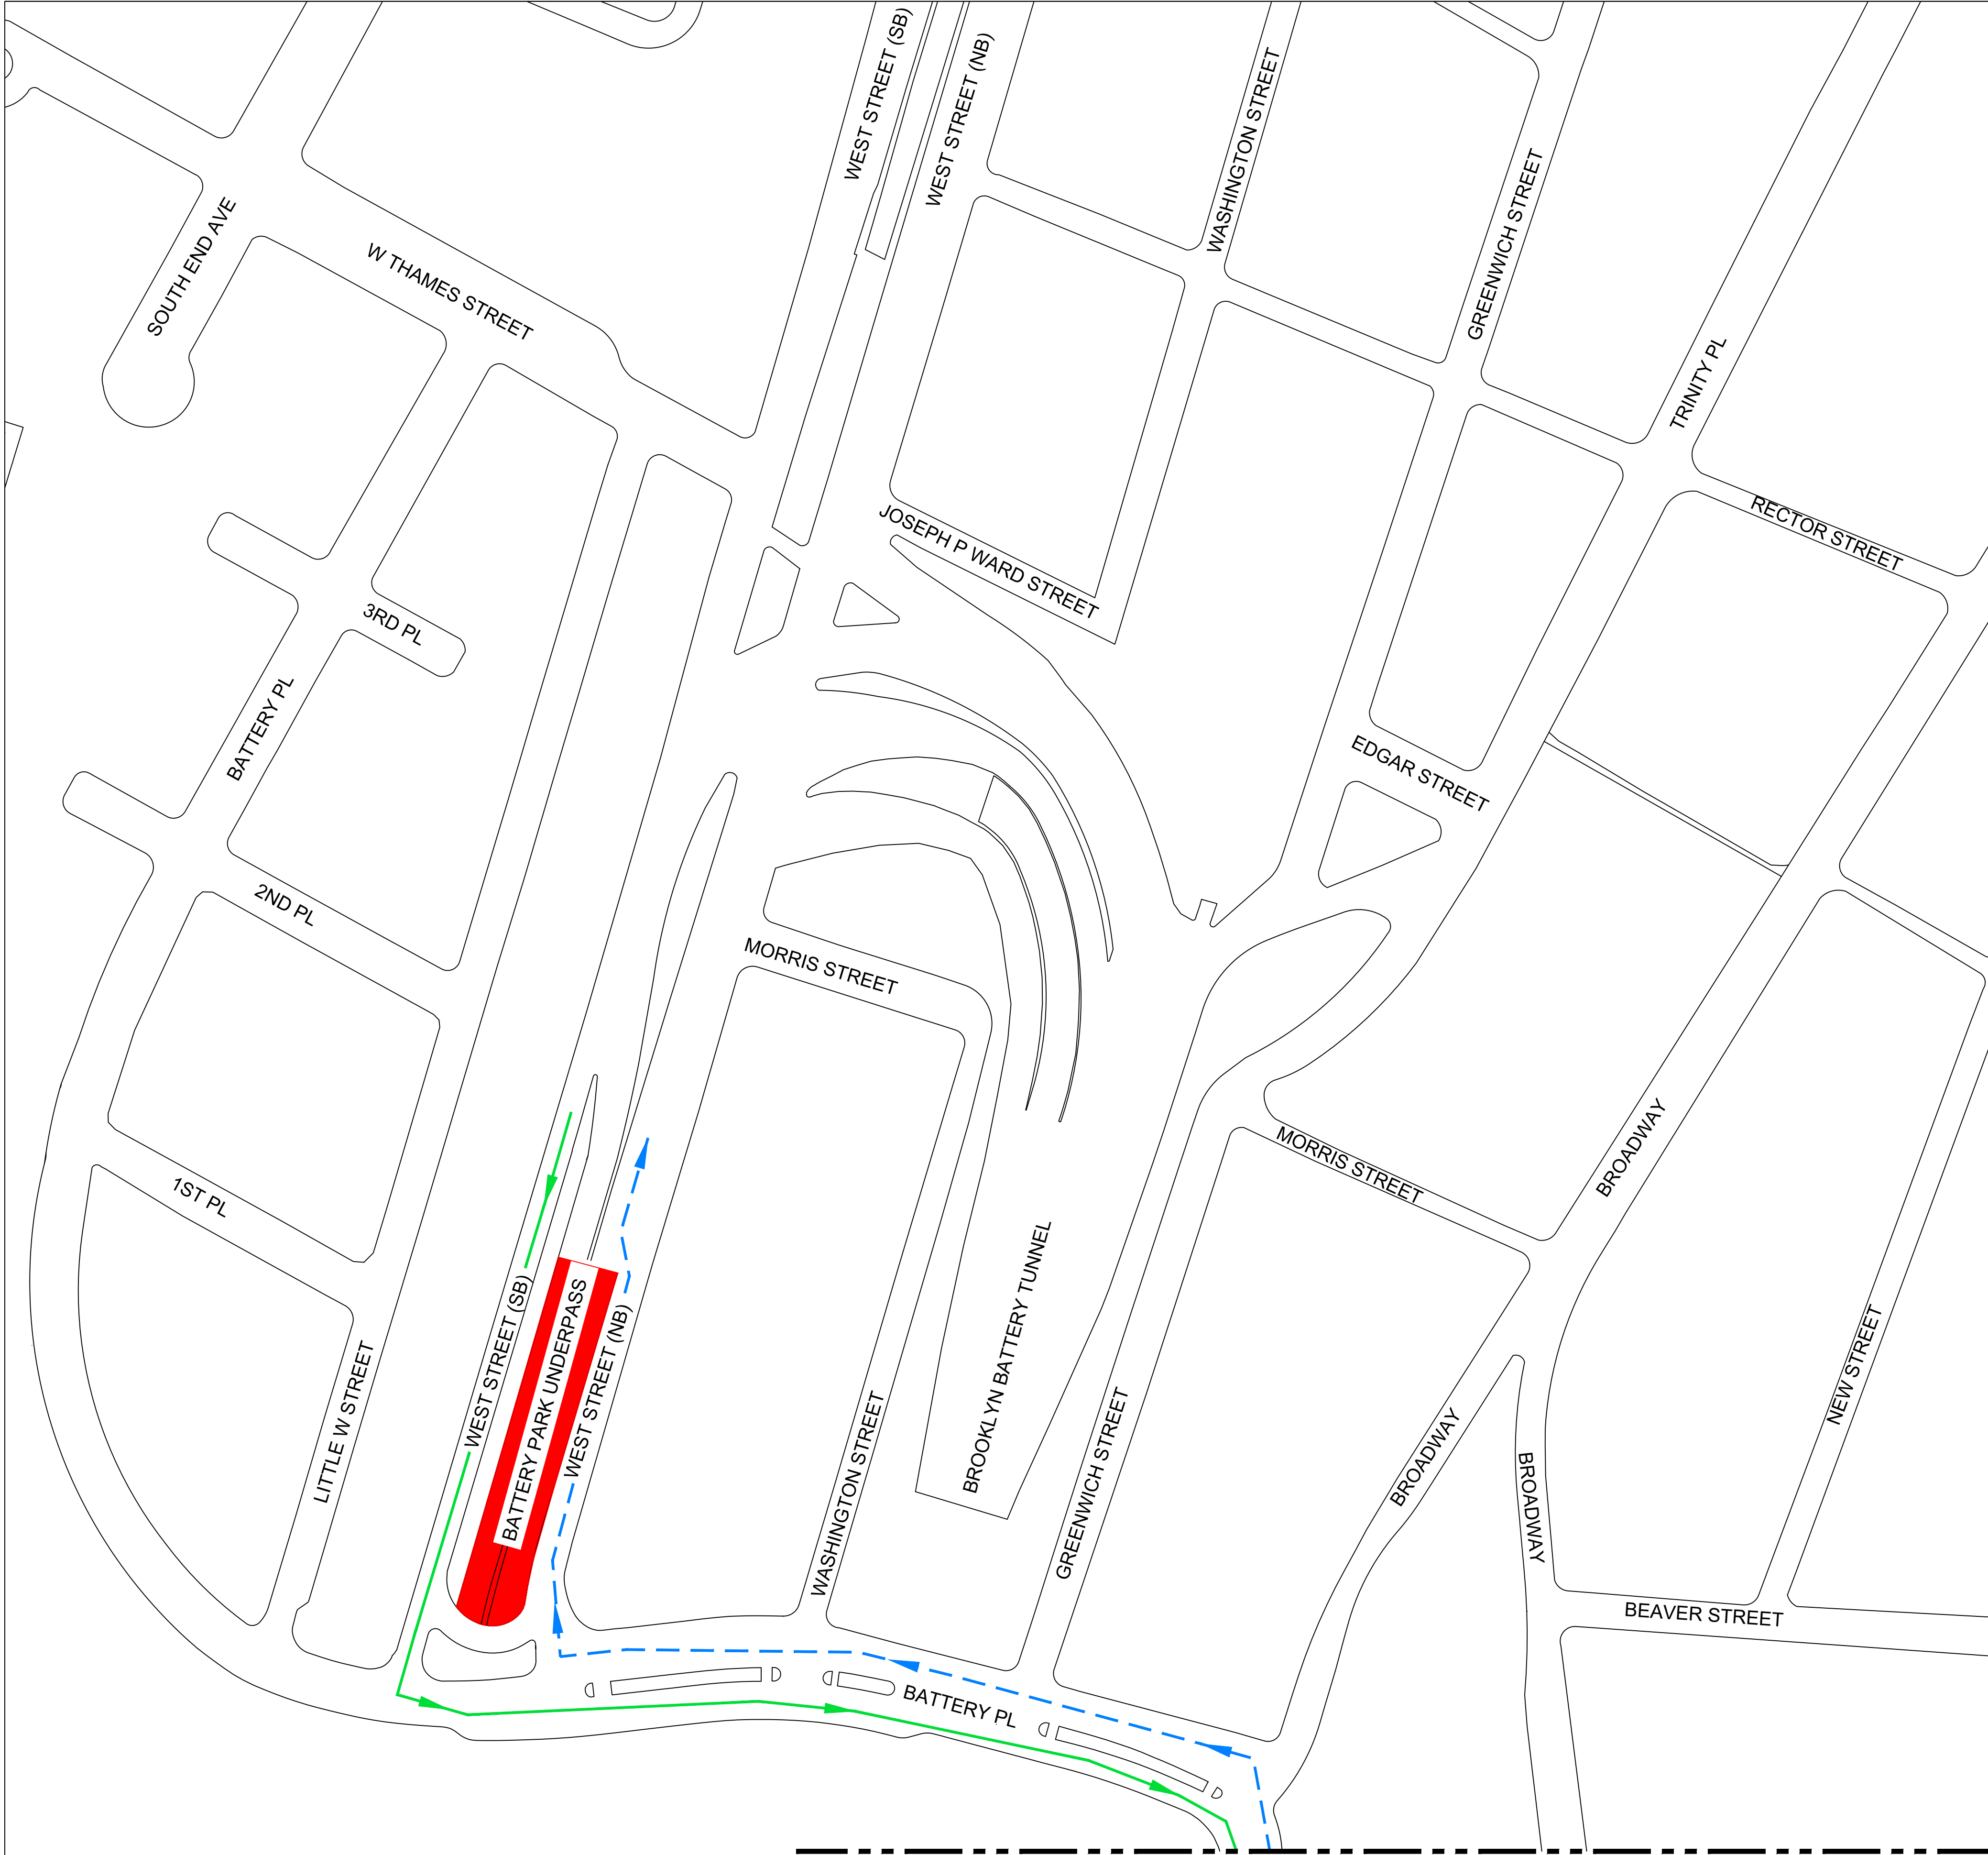 WEST STREET (SB)
WEST STREET (NB)
WASHINGTON STREET
GREENWICH STREET
SOUTH END AVE
W THAMES STREET
TRINITY PL
RECTOR STREET
JOSEPH P WARD STREET
3RD PL
BATTERY PL
EDGAR STREET
2ND PL
MORRIS STREET
MORRIS STREET
BROADWAY
1ST PL
WEST STREET (SB)
BATTERY PARK UNDERPASS
WEST STREET (NB)
BROOKLYN BATTERY TUNNEL
LITTLE W STREET
NEW STREET
WASHINGTON STREET
GREENWICH STREET
BROADWAY
BROADWAY
BEAVER STREET
BATTERY PL